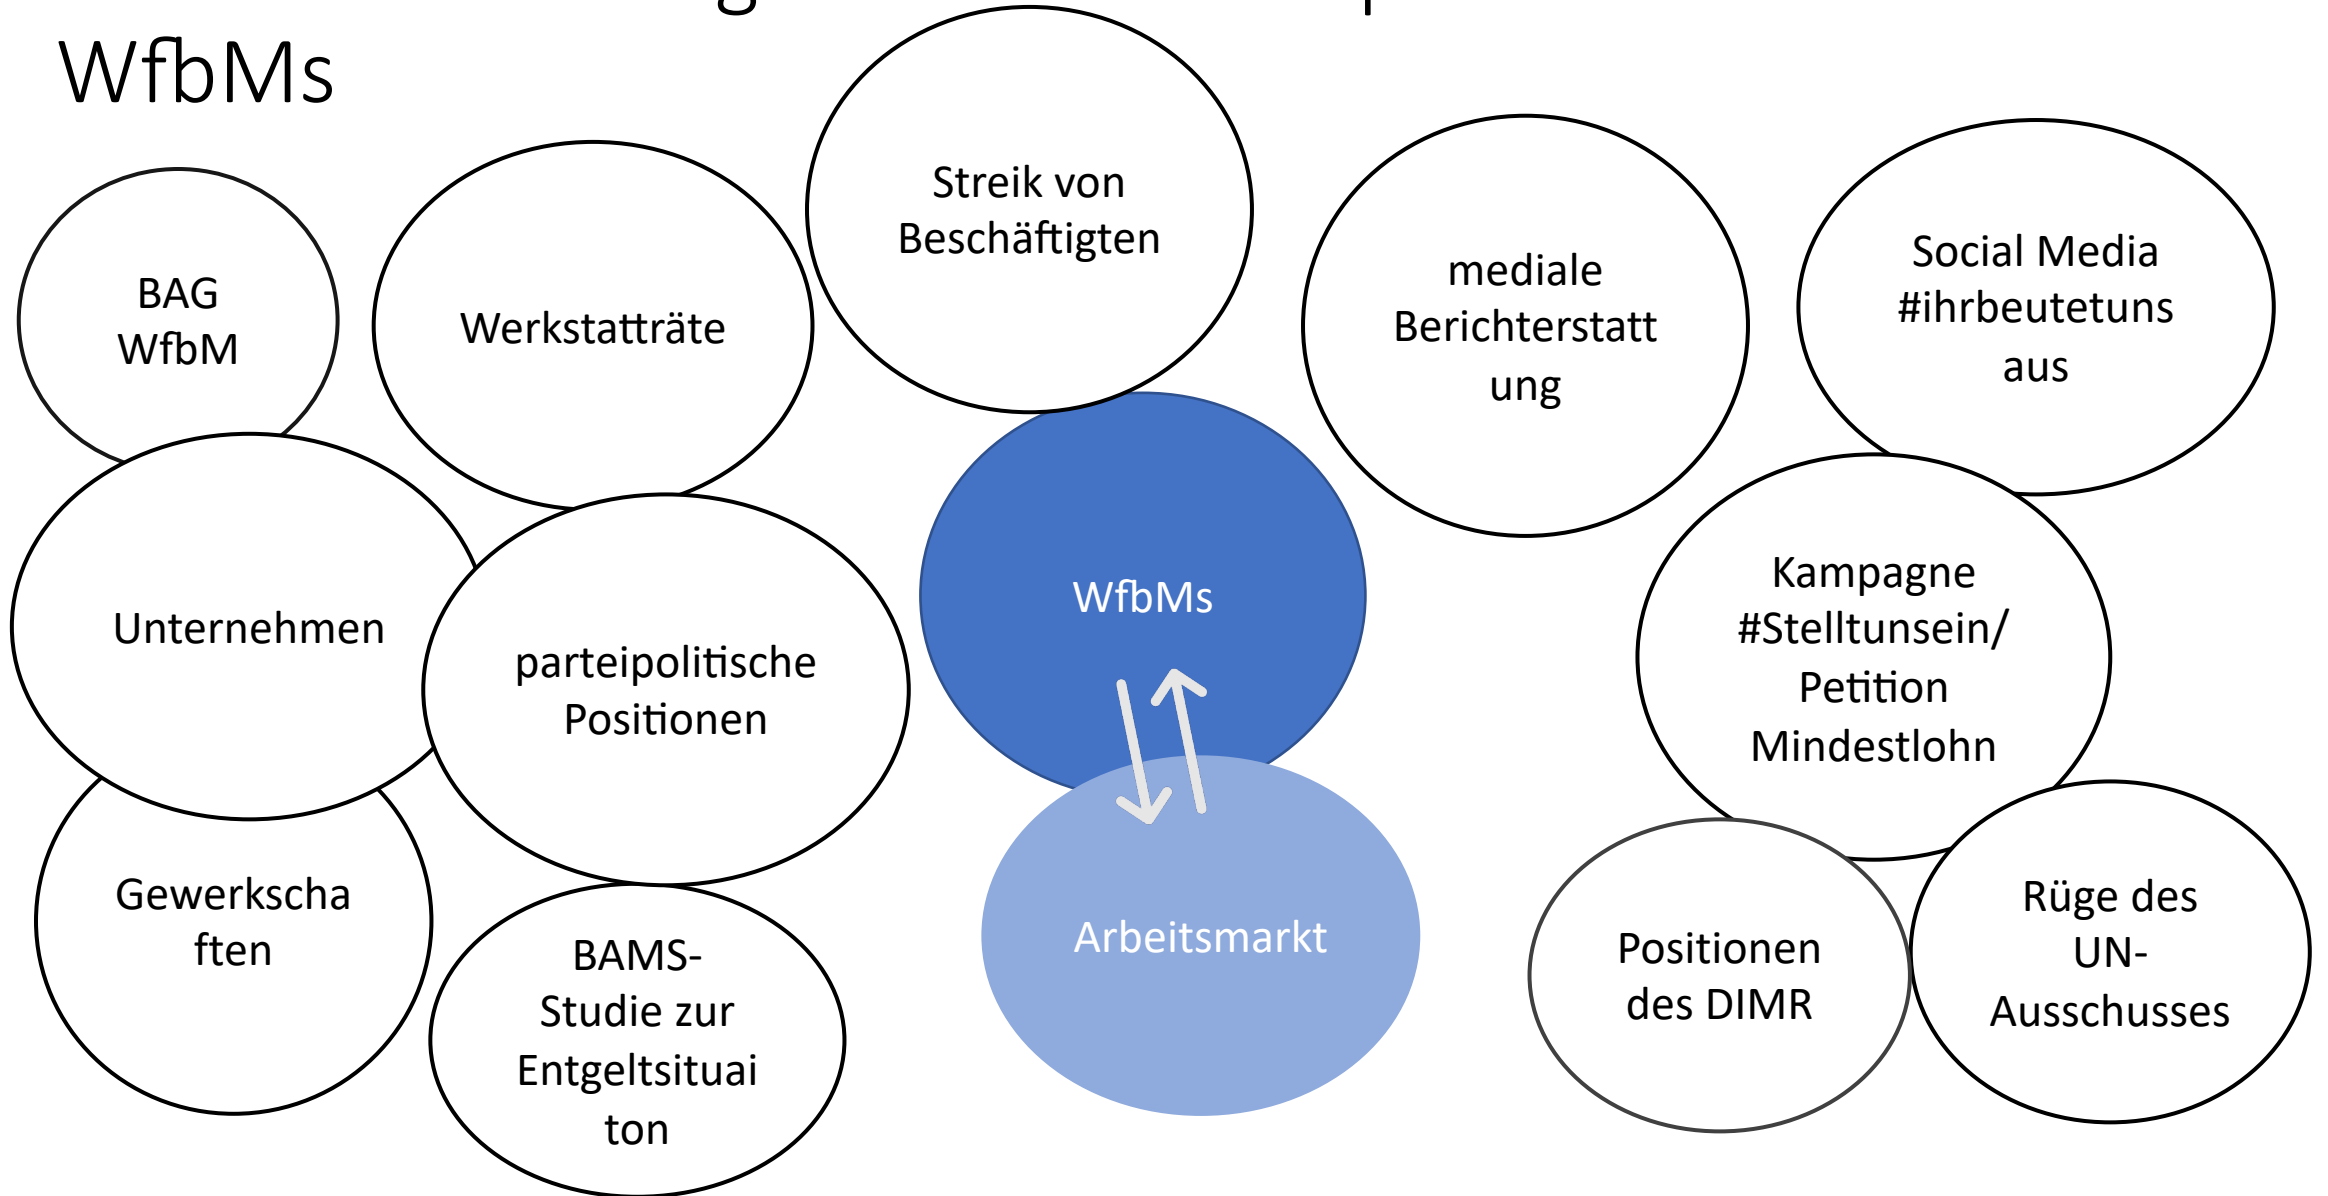 WfbMs
BAG
WfbM
Werkstatträte
Streik von
Beschäftigten
mediale
Berichterstatt
ung
Social Media
#ihrbeutetuns
aus
Unternehmen
parteipolitische
Positionen
WfbMs
Kampagne
#Stelltunsein/
Petition
Mindestlohn
Gewerkscha
ften
BAMS-
Studie zur
Entgeltsituai
ton
Arbeitsmarkt
Positionen
des DIMR
Rüge des
UN-
Ausschusses